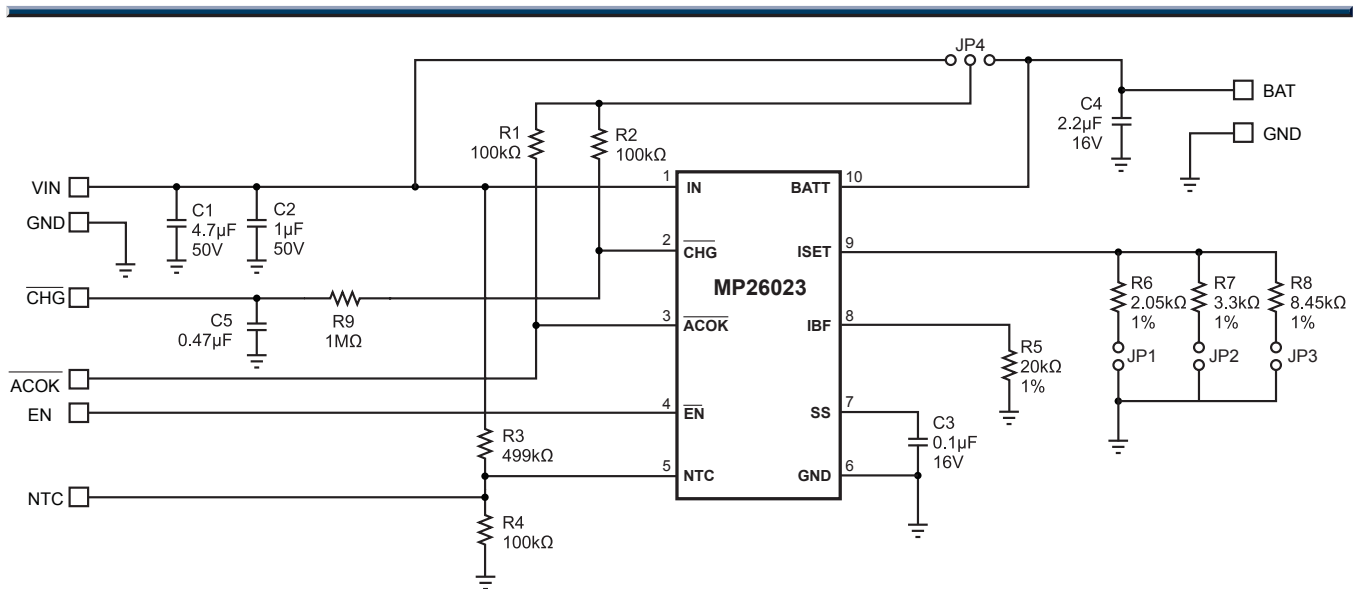 JP4
BAT
C4
2.2µF
16V
GND
R1
100kΩ
R2
100kΩ
VIN
GND
C1
4.7µF
50V
C2
1µF
50V
1
IN
BATT
10
2
CHG
ISET
9
MP26023
CHG
C5
0.47µF
R9
1MΩ
3
ACOK
IBF
8
R6
2.05kΩ
1%
R7
3.3kΩ
1%
R8
8.45kΩ
1%
JP1
JP2
JP3
R5
20kΩ
1%
ACOK
EN
4
EN
SS
7
C3
0.1µF
16V
R3
499kΩ
5
NTC
GND
6
NTC
R4
100kΩ